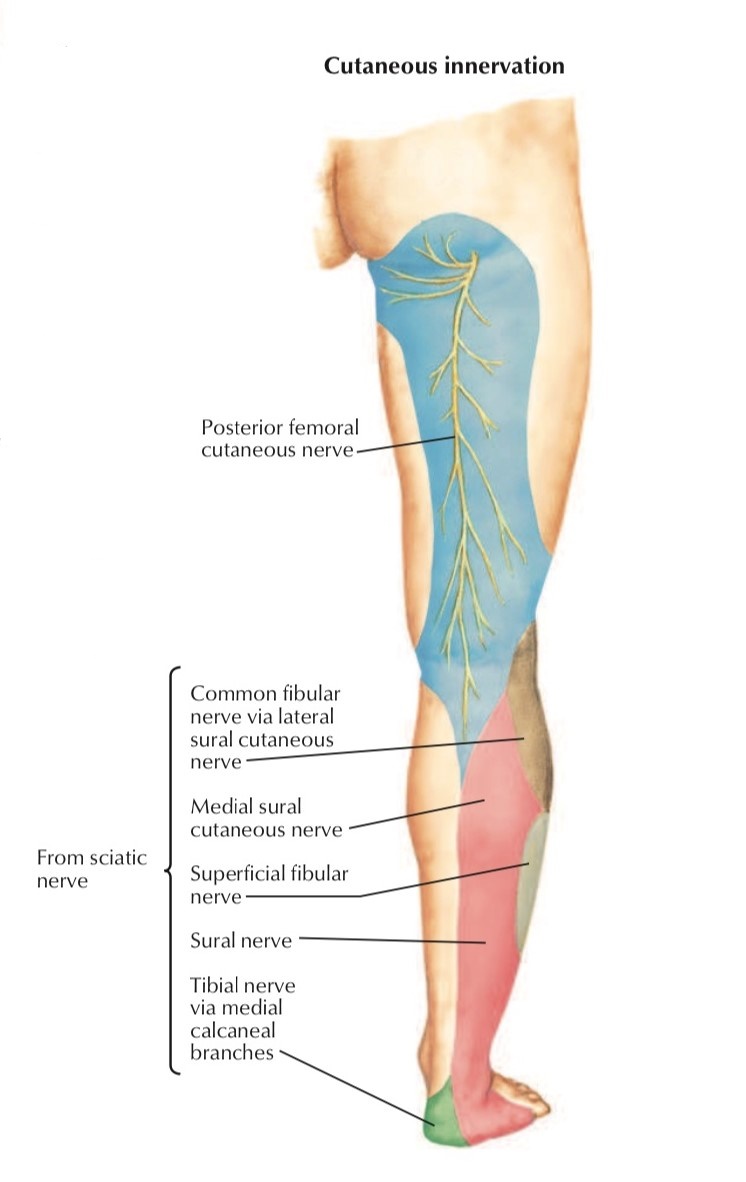 Cutaneous innervation
Posterior femoral
cutaneous nerve
Common fibular
nerve via lateral
sural cutaneous
nerve
Medial sural
cutaneous nerve
From sciatic
nerve
Superficial fibular
nerve
Sural nerve
Tibial nerve
via medial
calcaneal
branches